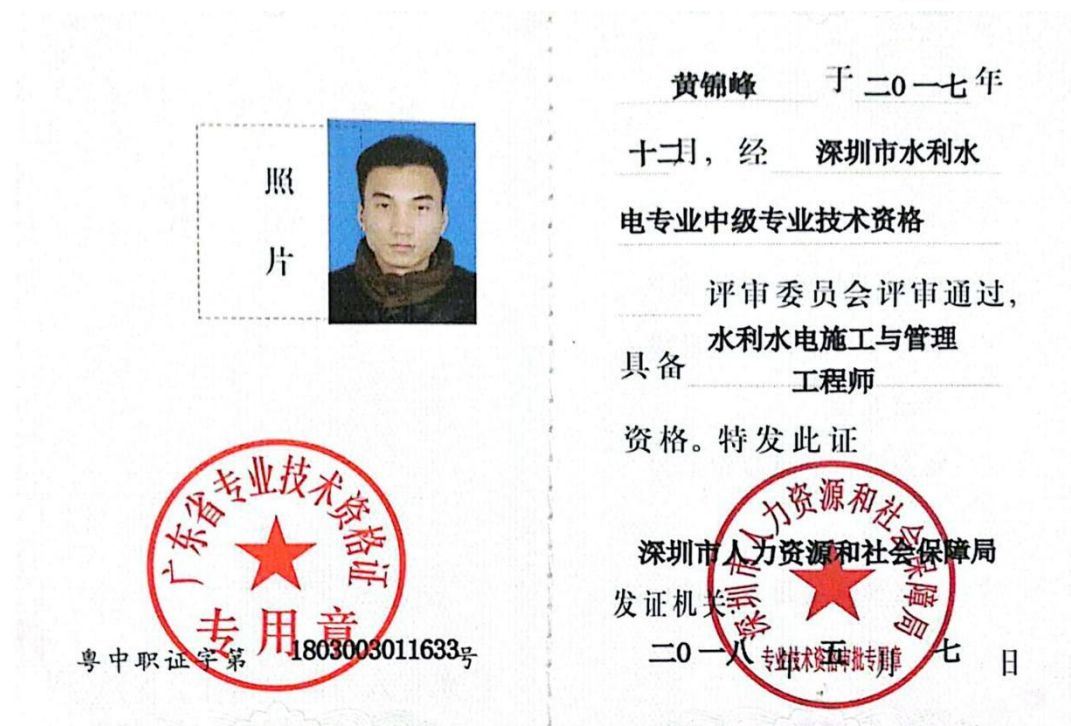 照
片
广东省专业技术资格证
专用章
粤中职证字第 1803003011633号
黄锦峰 于 二0一七 年
十二月，经 深圳市水利水
电专业中级专业技术资格
评审委员会评审通过，
具备 水利水电施工与管理
工程师
资格。特发此证
深圳市人力资源和社会保障局
深圳市人力资源和社会保障局
发证机关：
专业技术资格审批专用章
二0一八 年 五 月 七 日